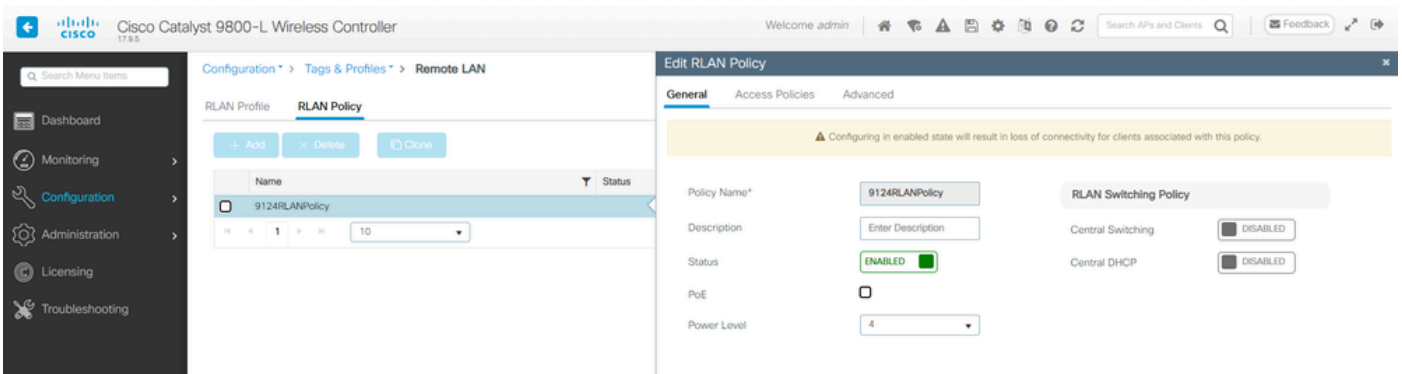 cisco
Cisco Catalyst 9800-L Wireless Controller
17.9.5
Welcome admin
Search APs and Clients
Feedback
Search Menu Items
Dashboard
Monitoring
Configuration
Administration
Licensing
Troubleshooting
Configuration > Tags & Profiles > Remote LAN
RLAN Profile RLAN Policy
+ Add × Delete Clone
Name Status
9124RLANPolicy
1 10
Edit RLAN Policy
General Access Policies Advanced
Configuring in enabled state will result in loss of connectivity for clients associated with this policy.
Policy Name* 9124RLANPolicy
Description Enter Description
Status ENABLED
PoE
Power Level 4
RLAN Switching Policy
Central Switching DISABLED
Central DHCP DISABLED